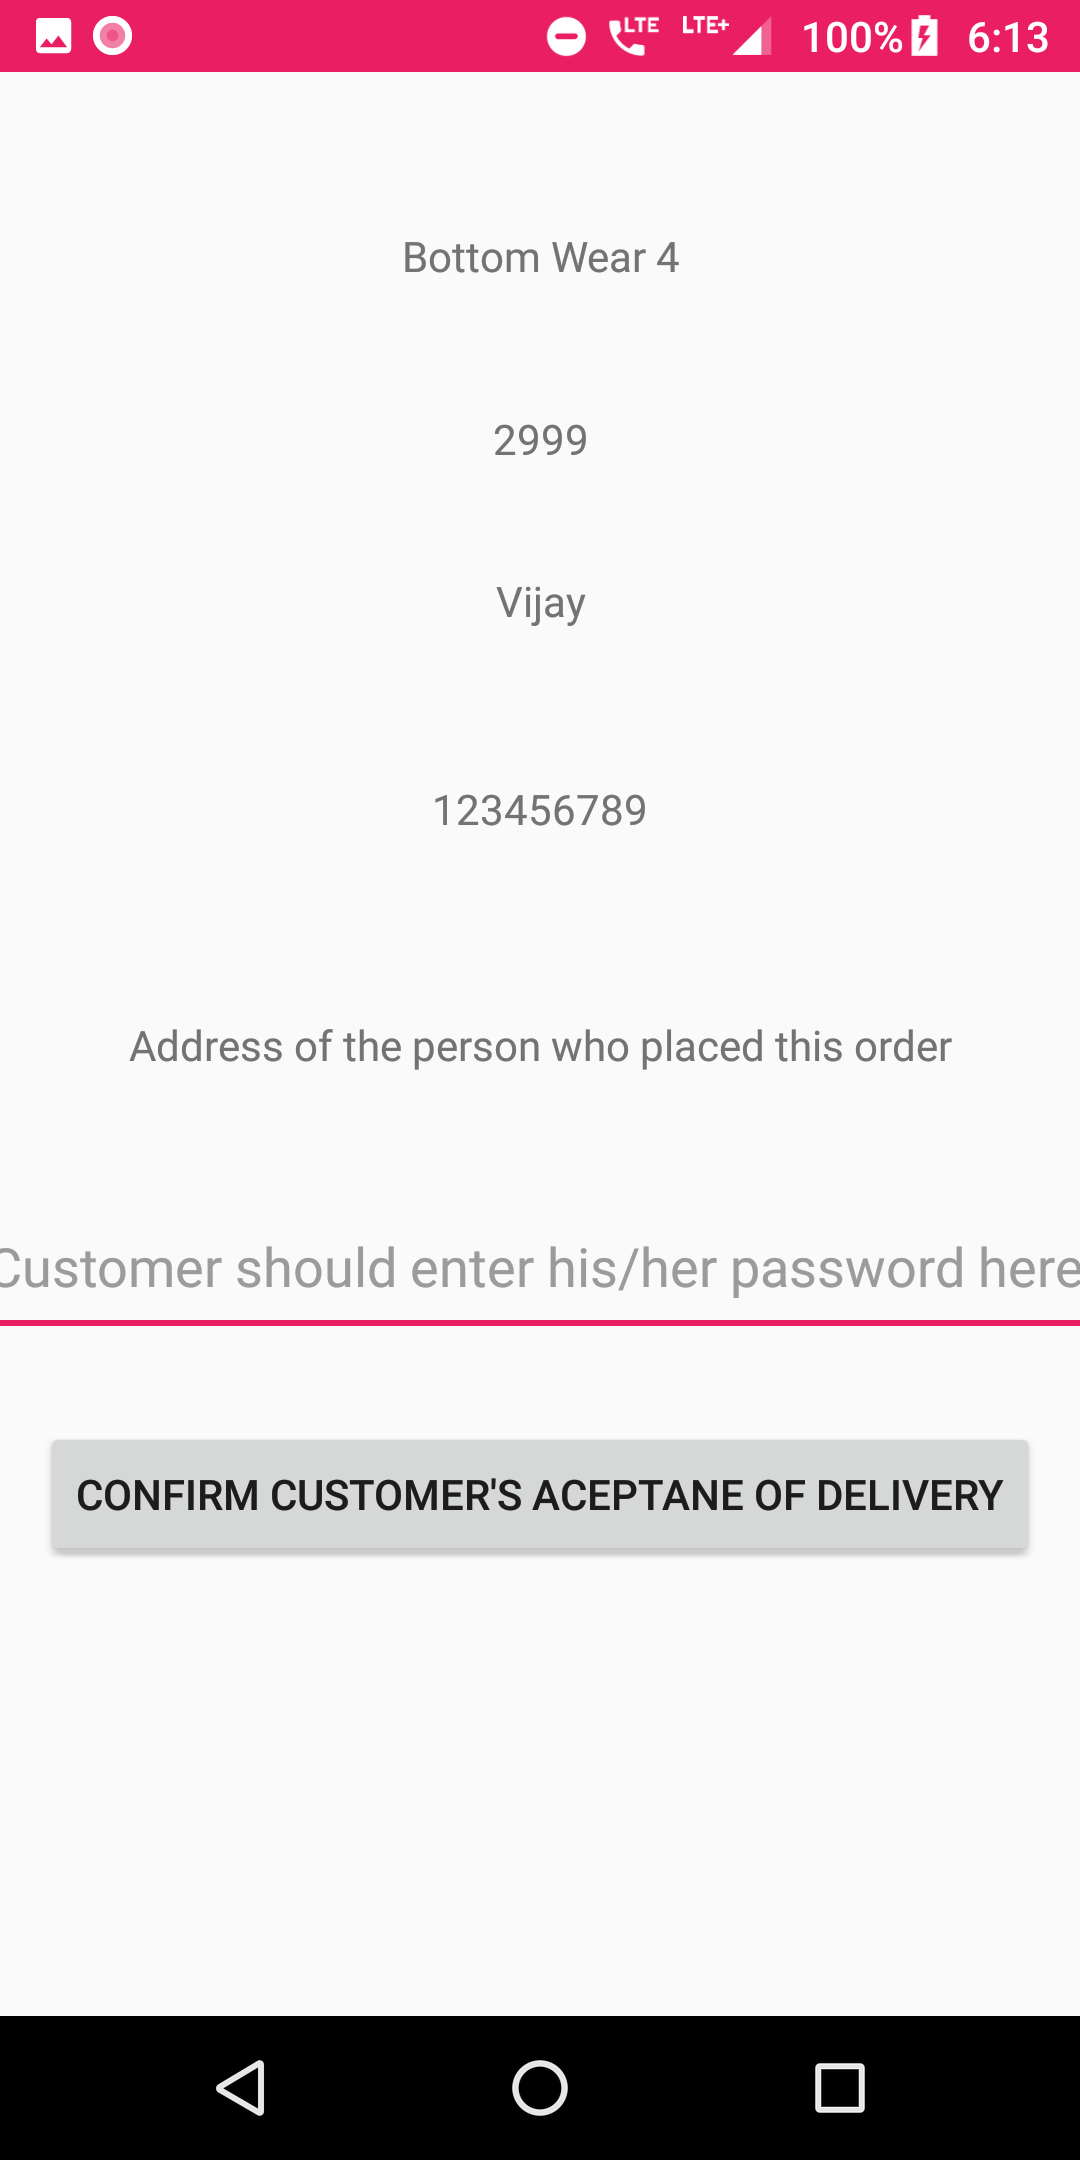 LTE LTE+ 100% 6:13
Bottom Wear 4
2999
Vijay
123456789
Address of the person who placed this order
Customer should enter his/her password here
CONFIRM CUSTOMER'S ACEPTANE OF DELIVERY